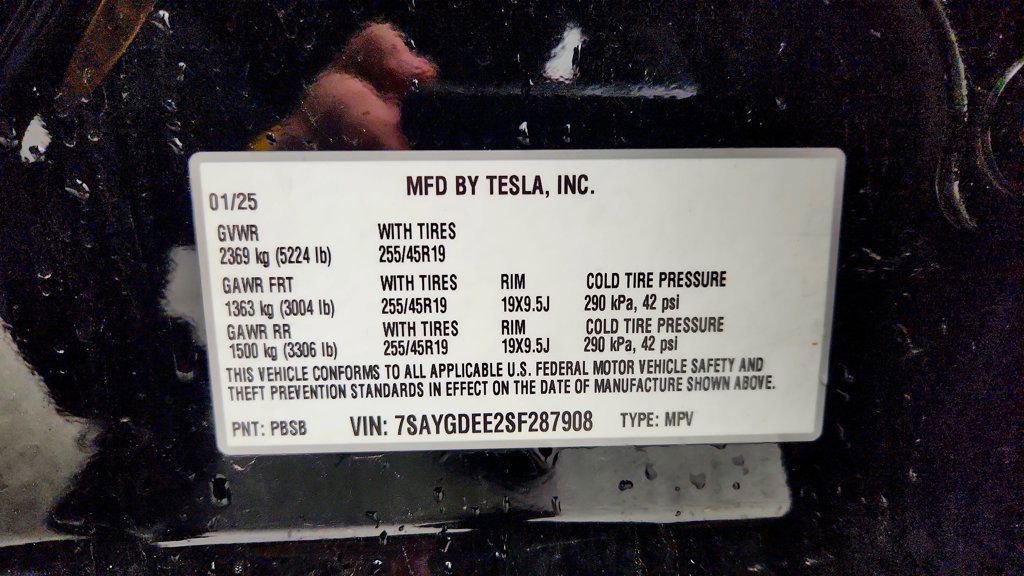 MFD BY TESLA, INC.
01/25
GVWR WITH TIRES
2369 kg (5224 lb) 255/45R19
GAWR FRT WITH TIRES RIM COLD TIRE PRESSURE
1363 kg (3004 lb) 255/45R19 19X9.5J 290 kPa, 42 psi
GAWR RR WITH TIRES RIM COLD TIRE PRESSURE
1500 kg (3306 lb) 255/45R19 19X9.5J 290 kPa, 42 psi
THIS VEHICLE CONFORMS TO ALL APPLICABLE U.S. FEDERAL MOTOR VEHICLE SAFETY AND
THEFT PREVENTION STANDARDS IN EFFECT ON THE DATE OF MANUFACTURE SHOWN ABOVE.
PNT: PBSB VIN: 7SAYGDEE2SF287908 TYPE: MPV